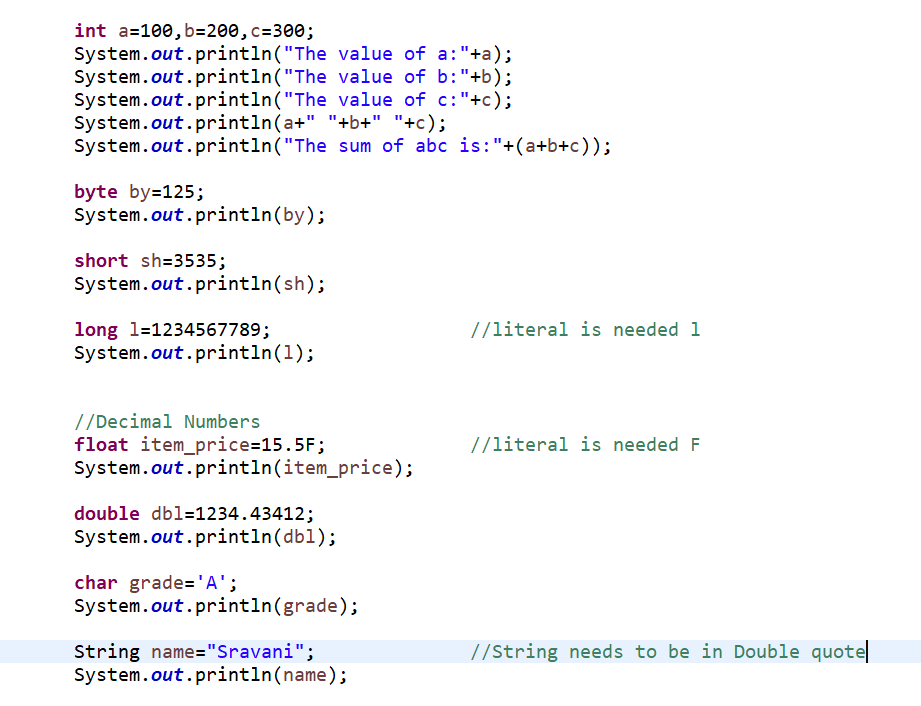 int a=100,b=200,c=300;
System.out.println("The value of a:"+a);
System.out.println("The value of b:"+b);
System.out.println("The value of c:"+c);
System.out.println(a+" "+b+" "+c);
System.out.println("The sum of abc is:"+(a+b+c));
byte by=125;
System.out.println(by);
short sh=3535;
System.out.println(sh);
long l=1234567789; //literal is needed l
System.out.println(l);
//Decimal Numbers
float item_price=15.5F; //literal is needed F
System.out.println(item_price);
double dbl=1234.43412;
System.out.println(dbl);
char grade='A';
System.out.println(grade);
String name="Sravani"; //String needs to be in Double quote
System.out.println(name);